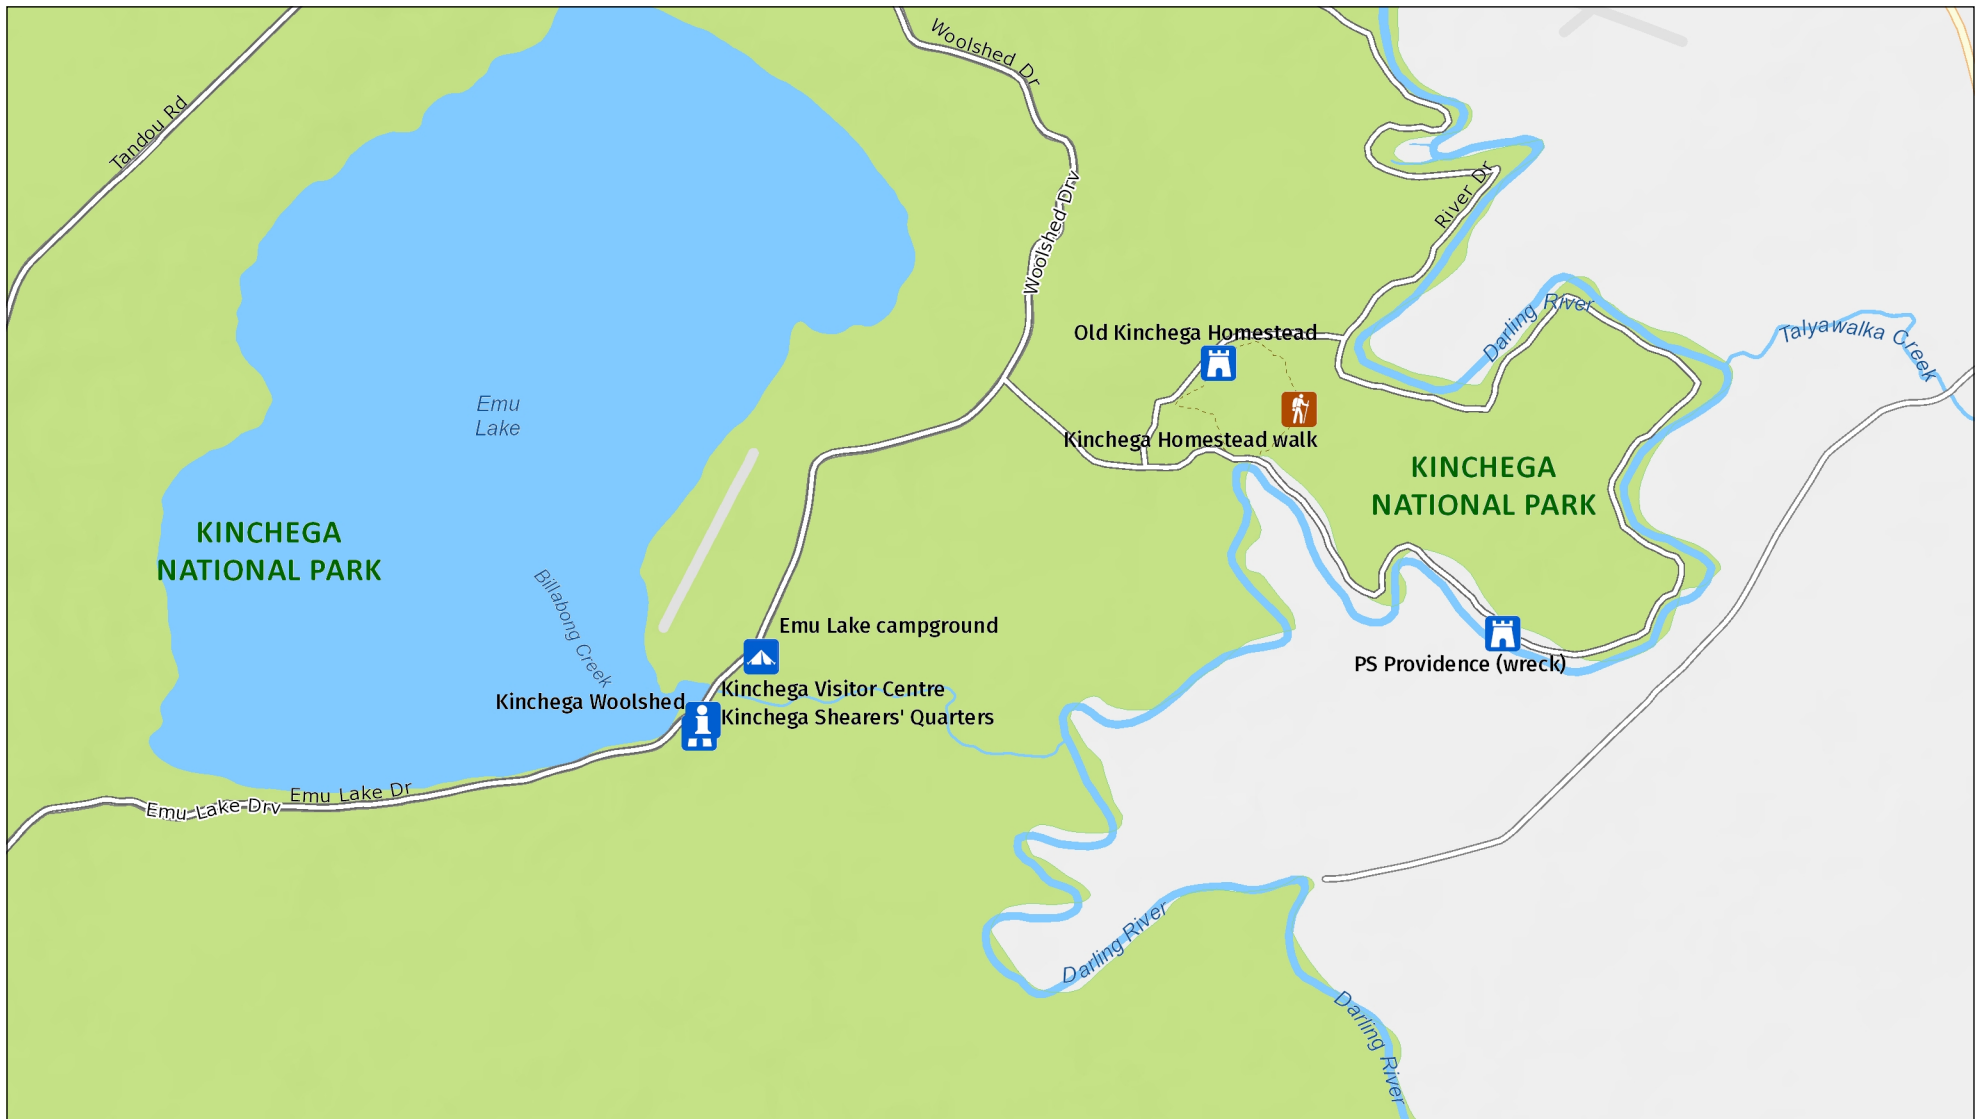 Woolshed Dr
Tandou Rd
Woolshed Drv
River Dr
Darling River
Talyawalka Creek
Old Kinchega Homestead
Emu
Lake
Kinchega Homestead walk
KINCHEGA
NATIONAL PARK
KINCHEGA
NATIONAL PARK
Billabong Creek
Emu Lake campground
PS Providence (wreck)
Kinchega Visitor Centre
Kinchega Woolshed
Kinchega Shearers' Quarters
Emu Lake Dr
Emu Lake Drv
Darling River
Darling River